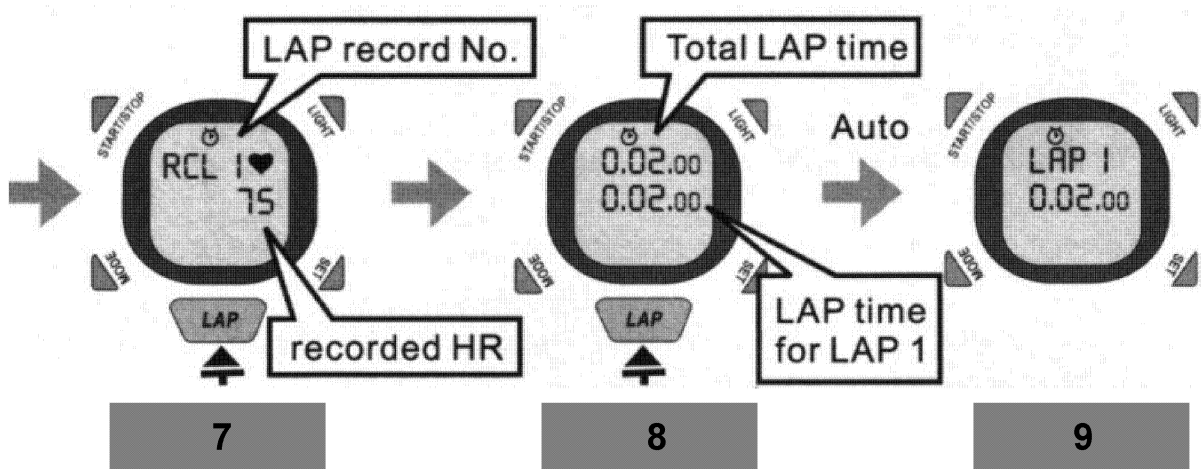 LAP record No.
START/STOP
LIGHT
RCL 1
75
MODE
SET
LAP
recorded HR
7
Total LAP time
START/STOP
LIGHT
0.02.00
0.02.00
MODE
SET
LAP
LAP time
for LAP 1
8
Auto
START/STOP
LIGHT
LAP 1
0.02.00
MODE
SET
9